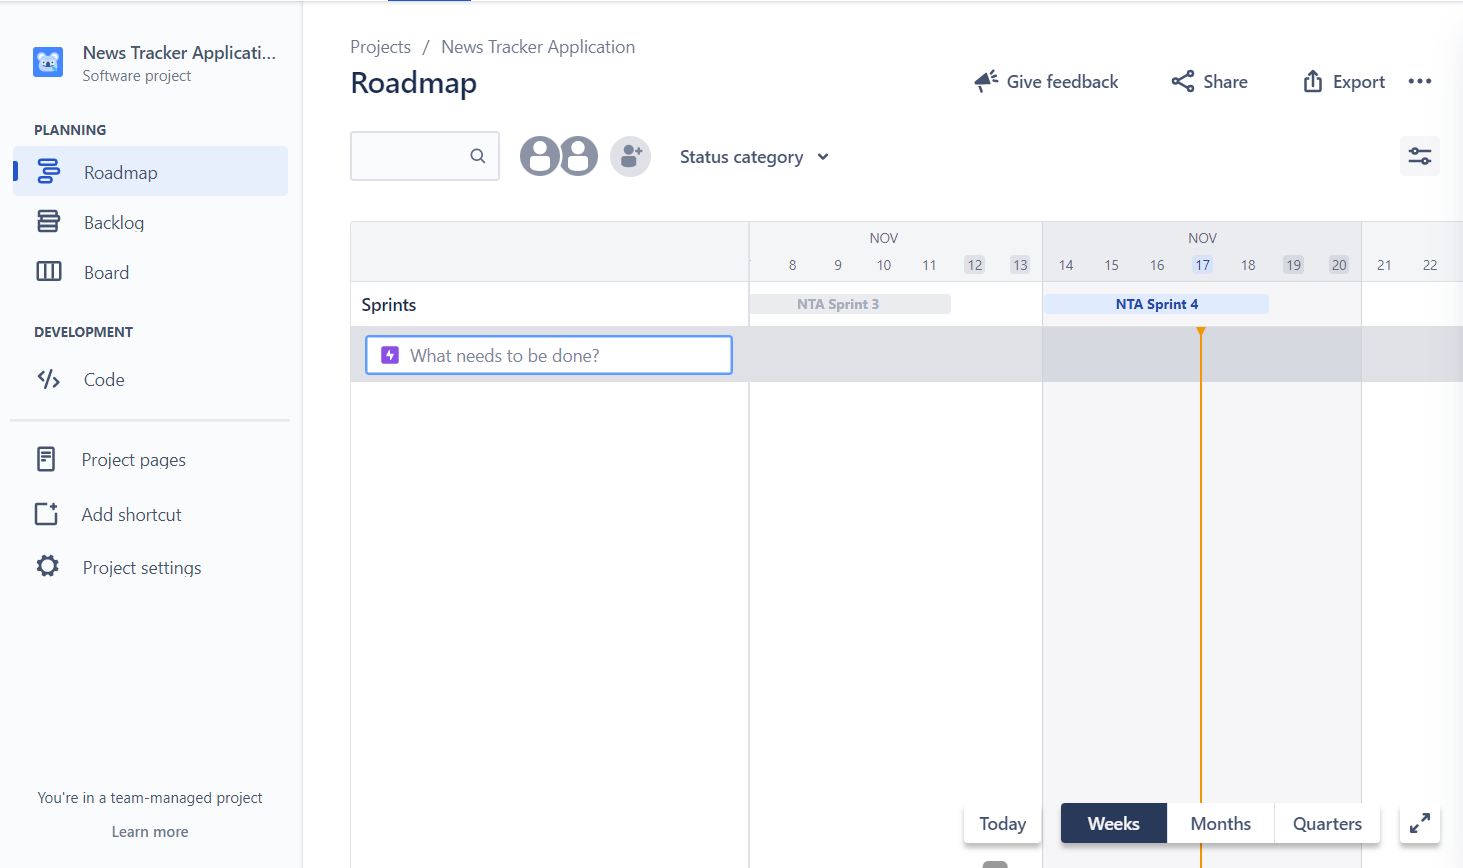 News Tracker Applicati...
Software project
PLANNING
Roadmap
Backlog
Board
DEVELOPMENT
Code
Project pages
Add shortcut
Project settings
You're in a team-managed project
Learn more
Projects / News Tracker Application
Roadmap
Give feedback
Share
Export
Status category
NOV
NOV
8 9 10 11 12 13 14 15 16 17 18 19 20 21 22
Sprints
NTA Sprint 3
NTA Sprint 4
What needs to be done?
Today
Weeks
Months
Quarters